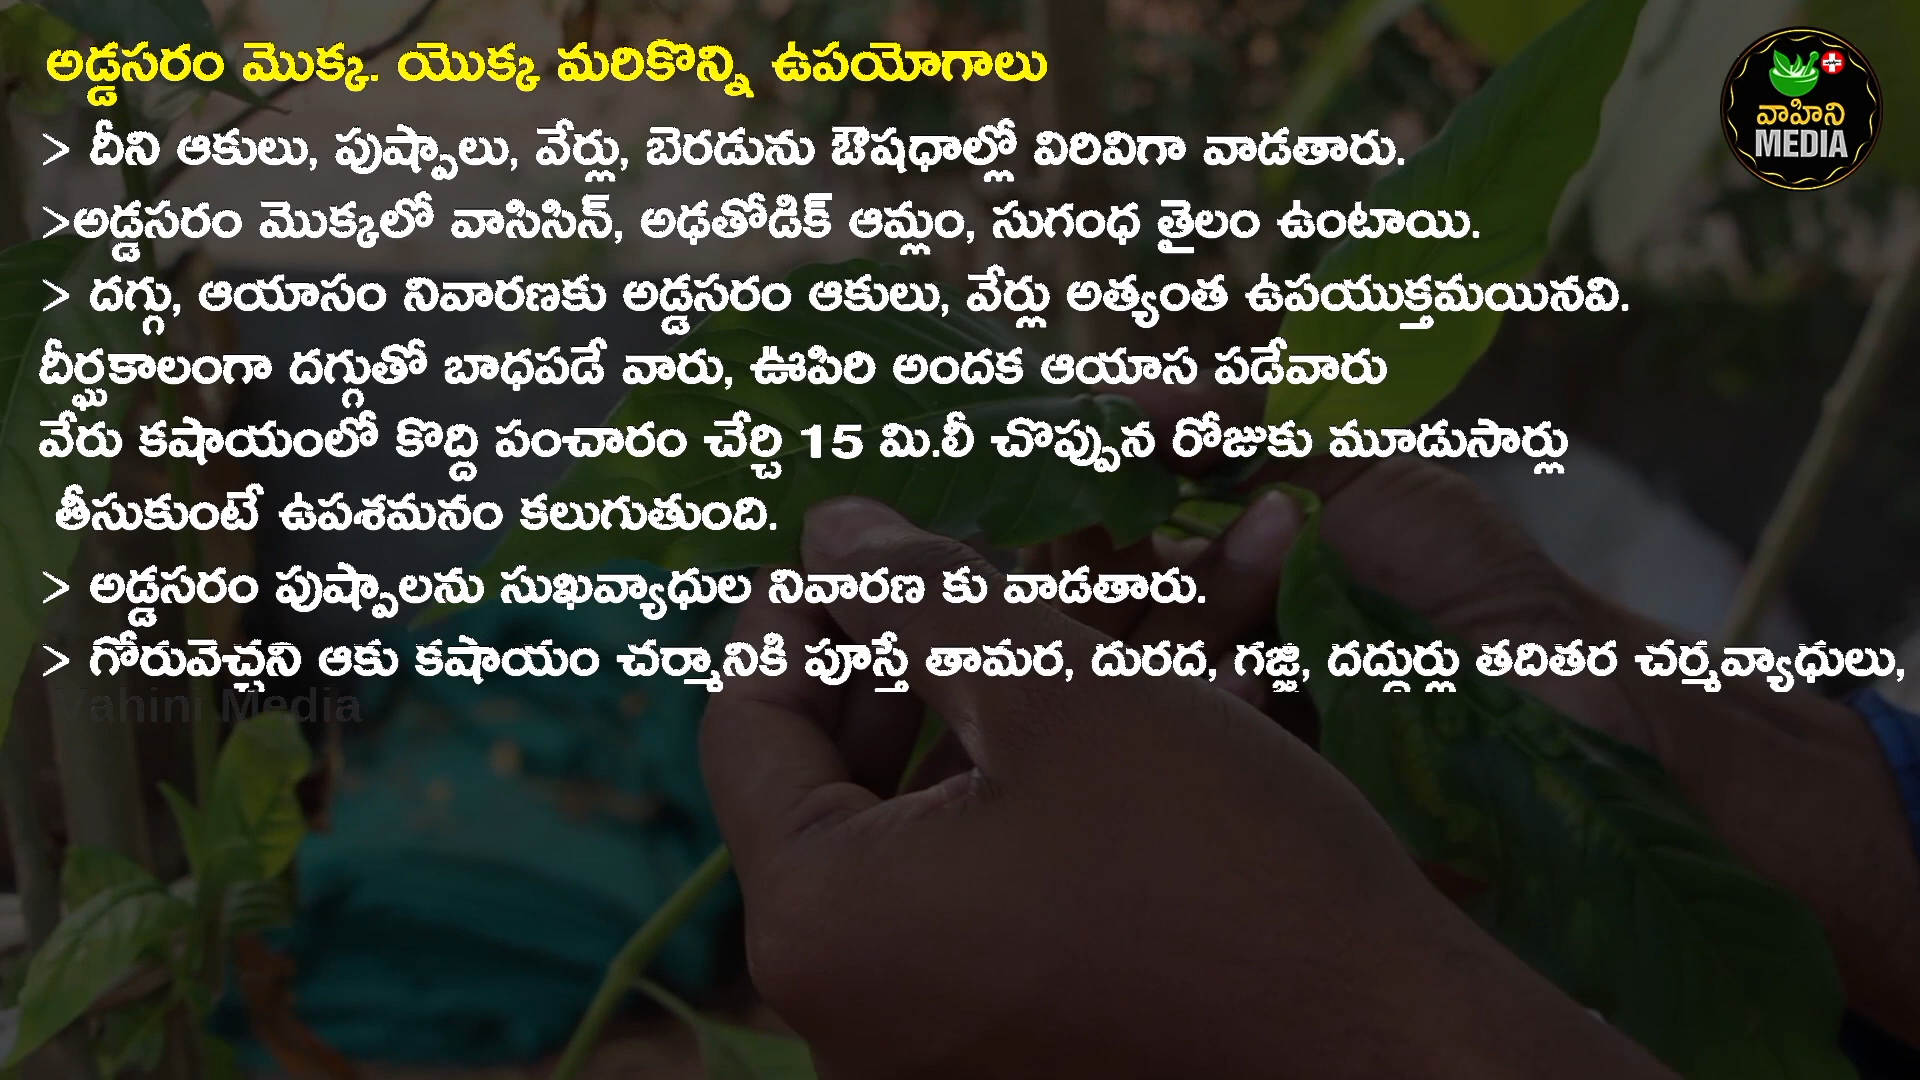 అడ్డసరం మొక్క. యొక్క మరికొన్ని ఉపయోగాలు
> దీని ఆకులు, పుష్పాలు, వేర్లు, బెరడును ఔషధాల్లో విరివిగా వాడతారు.
>అడ్డసరం మొక్కలో వాసిసిన్, అఢతోడిక్ ఆమ్లం, సుగంధ తైలం ఉంటాయి.
> దగ్గు, ఆయాసం నివారణకు అడ్డసరం ఆకులు, వేర్లు అత్యంత ఉపయుక్తమయినవి.
దీర్ఘకాలంగా దగ్గుతో బాధపడే వారు, ఊపిరి అందక ఆయాస పడేవారు
వేరు కషాయంలో కొద్ది పంచారం చేర్చి 15 మి.లీ చొప్పున రోజుకు మూడుసార్లు
తీసుకుంటే ఉపశమనం కలుగుతుంది.
> అడ్డసరం పుష్పాలను సుఖవ్యాధుల నివారణ కు వాడతారు.
> గోరువెచ్చని ఆకు కషాయం చర్మానికి పూస్తే తామర, దురద, గజ్జి, దద్దుర్లు తదితర చర్మవ్యాధులు,
Vahini Media
వాహిని
MEDIA